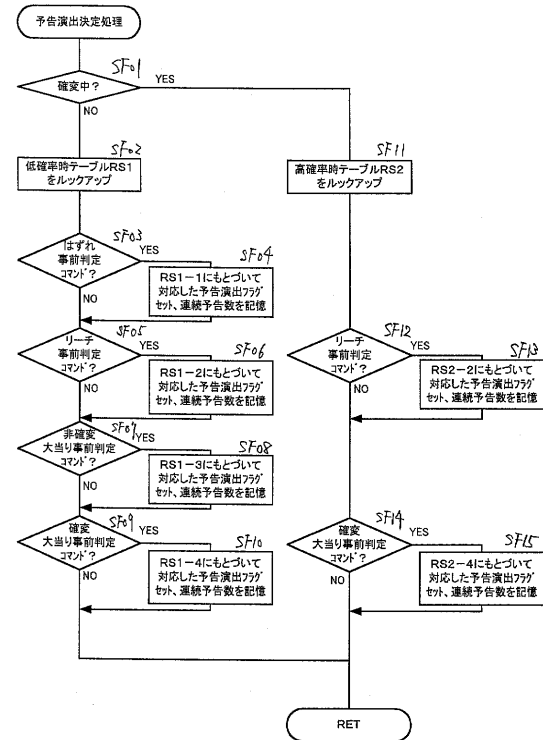 予告演出決定処理
SF01
確変中?
YES
NO
SF02
低確率時テーブルRS1
をルックアップ
SF11
高確率時テーブルRS2
をルックアップ
SF03
はずれ
事前判定
コマンド?
YES
NO
SF04
RS1-1にもとづいて
対応した予告演出フラグ
セット、連続予告数を記憶
SF05
リーチ
事前判定
コマンド?
YES
NO
SF06
RS1-2にもとづいて
対応した予告演出フラグ
セット、連続予告数を記憶
SF12
リーチ
事前判定
コマンド?
YES
NO
SF13
RS2-2にもとづいて
対応した予告演出フラグ
セット、連続予告数を記憶
SF07
非確変
大当り事前判定
コマンド?
YES
NO
SF08
RS1-3にもとづいて
対応した予告演出フラグ
セット、連続予告数を記憶
SF09
確変
大当り事前判定
コマンド?
YES
NO
SF10
RS1-4にもとづいて
対応した予告演出フラグ
セット、連続予告数を記憶
SF14
確変
大当り事前判定
コマンド?
YES
NO
SF15
RS2-4にもとづいて
対応した予告演出フラグ
セット、連続予告数を記憶
RET